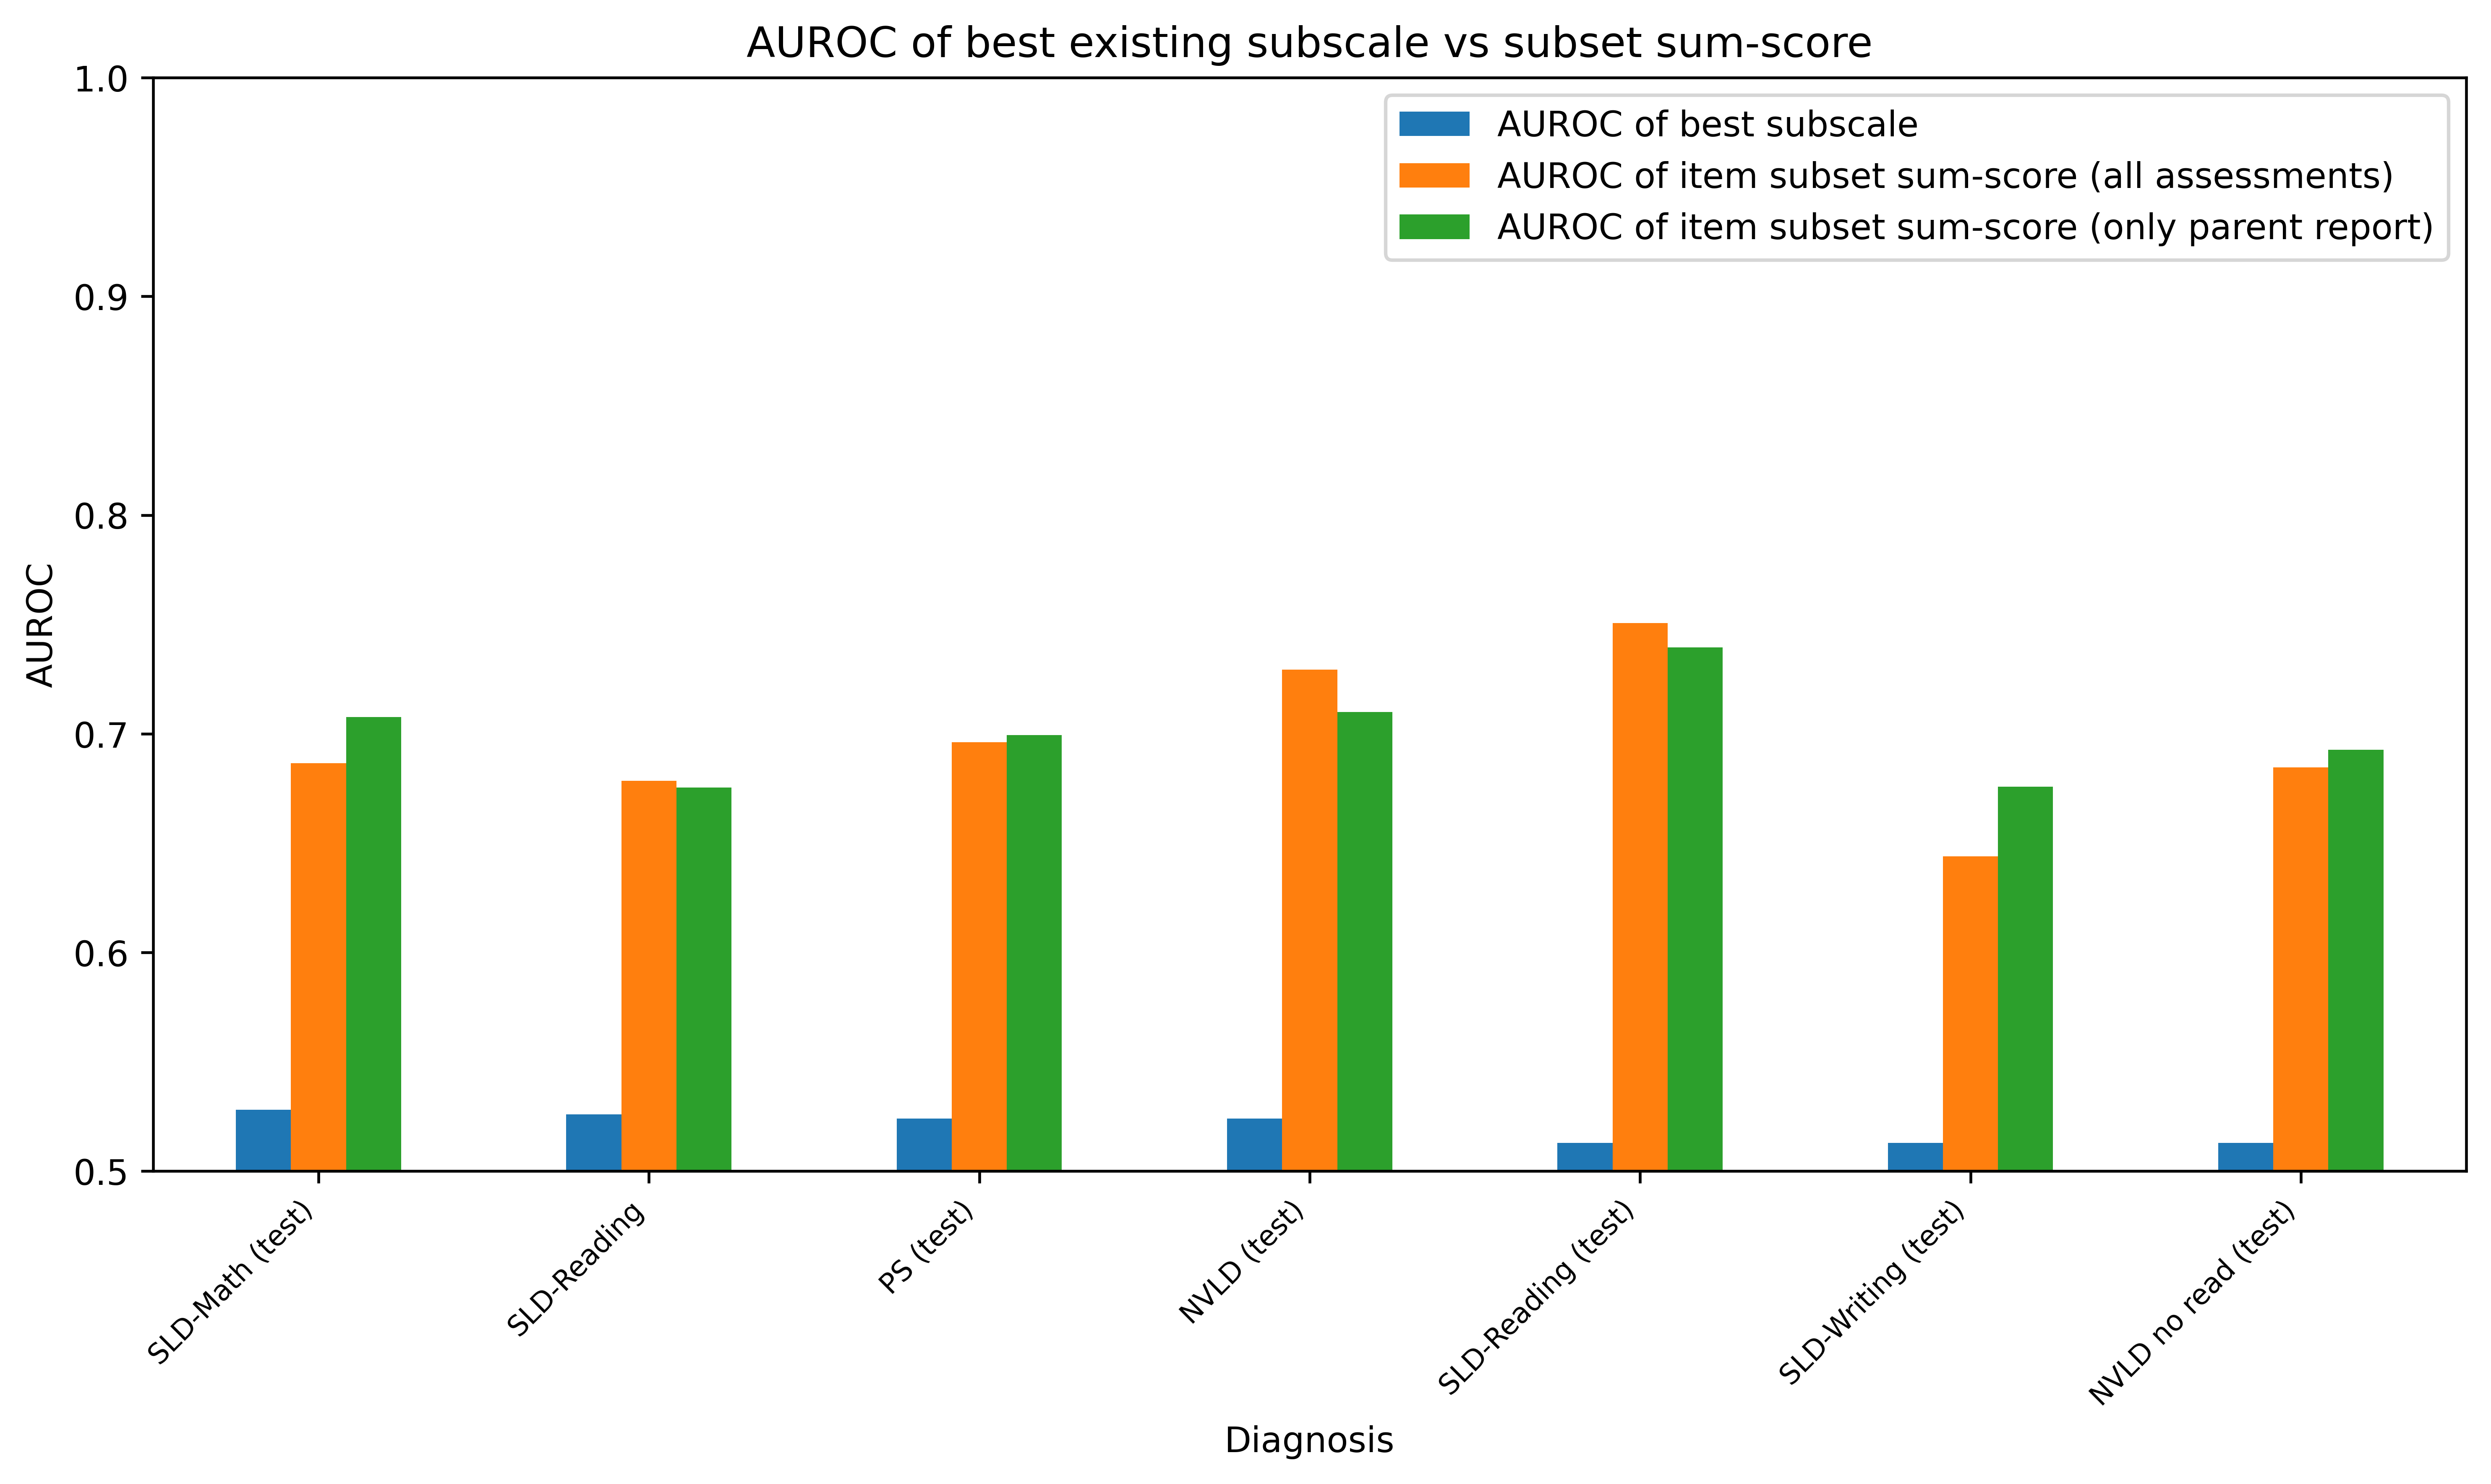 AUROC of best existing subscale vs subset sum-score
1.0
0.9
0.8
0.7
0.6
0.5
AUROC
AUROC of best subscale
AUROC of item subset sum-score (all assessments)
AUROC of item subset sum-score (only parent report)
SLD-Math (test)
SLD-Reading
PS (test)
NVLD (test)
SLD-Reading (test)
SLD-Writing (test)
NVLD no read (test)
Diagnosis